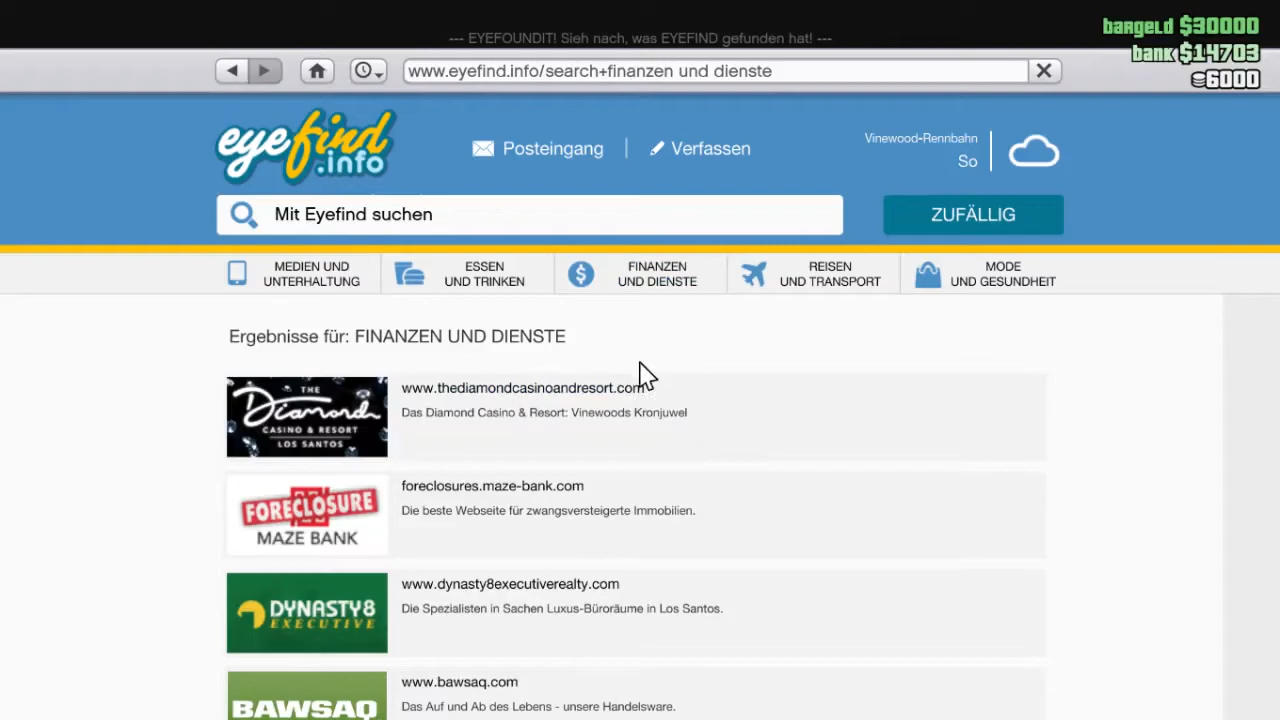 --- EYEFOUNDIT! Sieh nach, was EYEFIND gefunden hat! ---
bargeld $30000
bank $14703
6000
www.eyefind.info/search+finanzen und dienste
eyefind
.info
Posteingang
Verfassen
Vinewood-Rennbahn
So
Mit Eyefind suchen
ZUFÄLLIG
MEDIEN UND
UNTERHALTUNG
ESSEN
UND TRINKEN
FINANZEN
UND DIENSTE
REISEN
UND TRANSPORT
MODE
UND GESUNDHEIT
Ergebnisse für: FINANZEN UND DIENSTE
THE
Diamond
CASINO & RESORT
LOS SANTOS
www.thediamondcasinoandresort.com
Das Diamond Casino & Resort: Vinewoods Kronjuwel
FORECLOSURE
MAZE BANK
foreclosures.maze-bank.com
Die beste Webseite für zwangsversteigerte Immobilien.
DYNASTY8
EXECUTIVE
www.dynasty8executiverealty.com
Die Spezialisten in Sachen Luxus-Büroräume in Los Santos.
BAWSAQ
www.bawsaq.com
Das Auf und Ab des Lebens - unsere Handelsware.